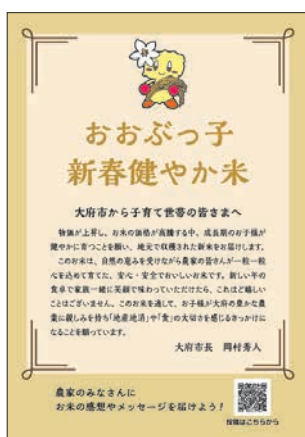 おおぶっ子
新春健やか米
大府市から子育て世帯の皆さまへ
物価が上昇し、お米の価格が高騰する中、成長期のお子様が
健やかに育つことを願い、地元で収穫された新米をお届けします。
このお米は、自然の恵みを受けながら農家の皆さんが一粒一粒
心を込めて育てた、安心・安全でおいしいお米です。新しい年の
食卓で家族一緒に笑顔で味わっていただけたら、これほど嬉しい
ことはございません。このお米を通して、お子様が大府の豊かな農
業に親しみを持ち「地産地消」や「食」の大切さを感じるきっかけに
なることを願っています。
大府市長 岡村秀人
農家のみなさんに
お米の感想やメッセージを届けよう！
投稿はこちらから